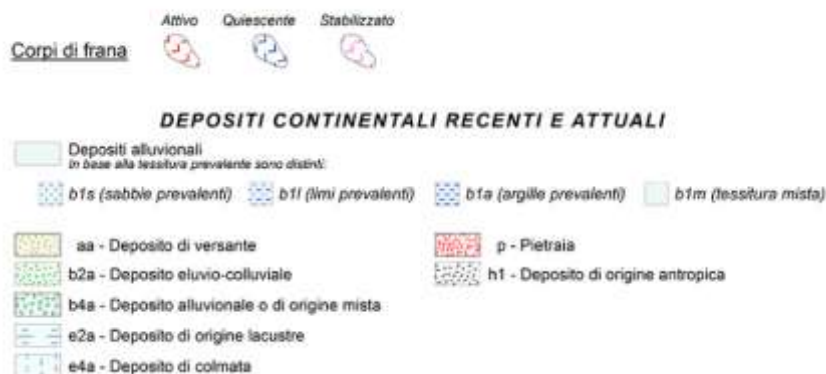 Attivo Quiescente Stabilizzato
Corpi di frana
DEPOSITI CONTINENTALI RECENTI E ATTUALI
Depositi alluvionali
In base alla tessitura prevalente sono distinti:
b1s (sabbie prevalenti) b1l (limi prevalenti) b1a (argille prevalenti) b1m (tessitura mista)
aa - Deposito di versante p - Pietraia
b2a - Deposito eluvio-colluviale h1 - Deposito di origine antropica
b4a - Deposito alluvionale o di origine mista
e2a - Deposito di origine lacustre
e4a - Deposito di colmata